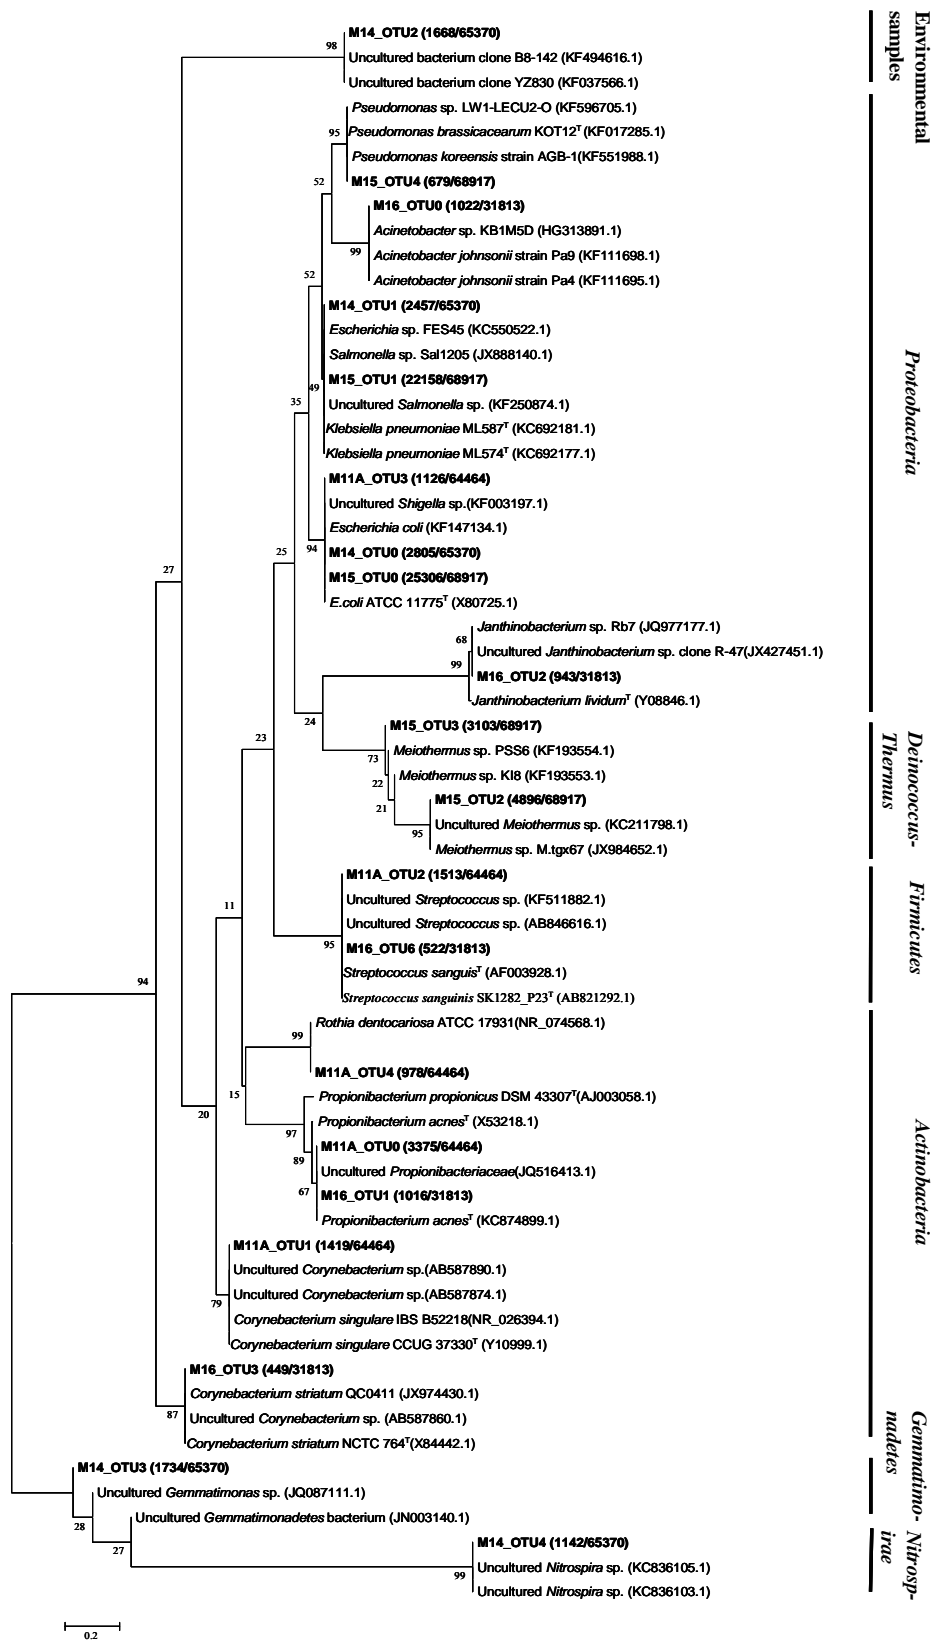 M14_OTU2 (1668/65370)
98
Uncultured bacterium clone B8-142 (KF494616.1)
Uncultured bacterium clone YZ830 (KF037566.1)
Environmental
samples
Pseudomonas sp. LW1-LECU2-O (KF596705.1)
95
Pseudomonas brassicacearum KOT12T (KF017285.1)
Pseudomonas koreensis strain AGB-1(KF551988.1)
52
M15_OTU4 (679/68917)
M16_OTU0 (1022/31813)
Acinetobacter sp. KB1M5D (HG313891.1)
99
Acinetobacter johnsonii strain Pa9 (KF111698.1)
52
Acinetobacter johnsonii strain Pa4 (KF111695.1)
M14_OTU1 (2457/65370)
Escherichia sp. FES45 (KC550522.1)
Salmonella sp. Sal1205 (JX888140.1)
49
M15_OTU1 (22158/68917)
35
Uncultured Salmonella sp. (KF250874.1)
Klebsiella pneumoniae ML587T (KC692181.1)
Klebsiella pneumoniae ML574T (KC692177.1)
Proteobacteria
M11A_OTU3 (1126/64464)
Uncultured Shigella sp.(KF003197.1)
Escherichia coli (KF147134.1)
94
25
M14_OTU0 (2805/65370)
27
M15_OTU0 (25306/68917)
E.coli ATCC 11775T (X80725.1)
Janthinobacterium sp. Rb7 (JQ977177.1)
68
Uncultured Janthinobacterium sp. clone R-47(JX427451.1)
99
M16_OTU2 (943/31813)
Janthinobacterium lividumT (Y08846.1)
24
M15_OTU3 (3103/68917)
23
Meiothermus sp. PSS6 (KF193554.1)
73
Meiothermus sp. KI8 (KF193553.1)
22
M15_OTU2 (4896/68917)
21
Uncultured Meiothermus sp. (KC211798.1)
95
Meiothermus sp. M.tgx67 (JX984652.1)
Deinococcus-
Thermus
M11A_OTU2 (1513/64464)
Uncultured Streptococcus sp. (KF511882.1)
11
Uncultured Streptococcus sp. (AB846616.1)
95
M16_OTU6 (522/31813)
Streptococcus sanguisT (AF003928.1)
94
Streptococcus sanguinis SK1282_P23T (AB821292.1)
Firmicutes
Rothia dentocariosa ATCC 17931(NR_074568.1)
99
M11A_OTU4 (978/64464)
15
Propionibacterium propionicus DSM 43307T(AJ003058.1)
20
Propionibacterium acnesT (X53218.1)
97
M11A_OTU0 (3375/64464)
89
Uncultured Propionibacteriaceae(JQ516413.1)
67
M16_OTU1 (1016/31813)
Propionibacterium acnesT (KC874899.1)
Actinobacteria
M11A_OTU1 (1419/64464)
Uncultured Corynebacterium sp.(AB587890.1)
Uncultured Corynebacterium sp.(AB587874.1)
79
Corynebacterium singulare IBS B52218(NR_026394.1)
Corynebacterium singulare CCUG 37330T (Y10999.1)
M16_OTU3 (449/31813)
Corynebacterium striatum QC0411 (JX974430.1)
87
Uncultured Corynebacterium sp. (AB587860.1)
Corynebacterium striatum NCTC 764T(X84442.1)
M14_OTU3 (1734/65370)
Uncultured Gemmatimonas sp. (JQ087111.1)
28
Uncultured Gemmatimonadetes bacterium (JN003140.1)
Gemmatimo-
nadetes
27
M14_OTU4 (1142/65370)
99
Uncultured Nitrospira sp. (KC836105.1)
Uncultured Nitrospira sp. (KC836103.1)
Nitrosp-
irae
0.2